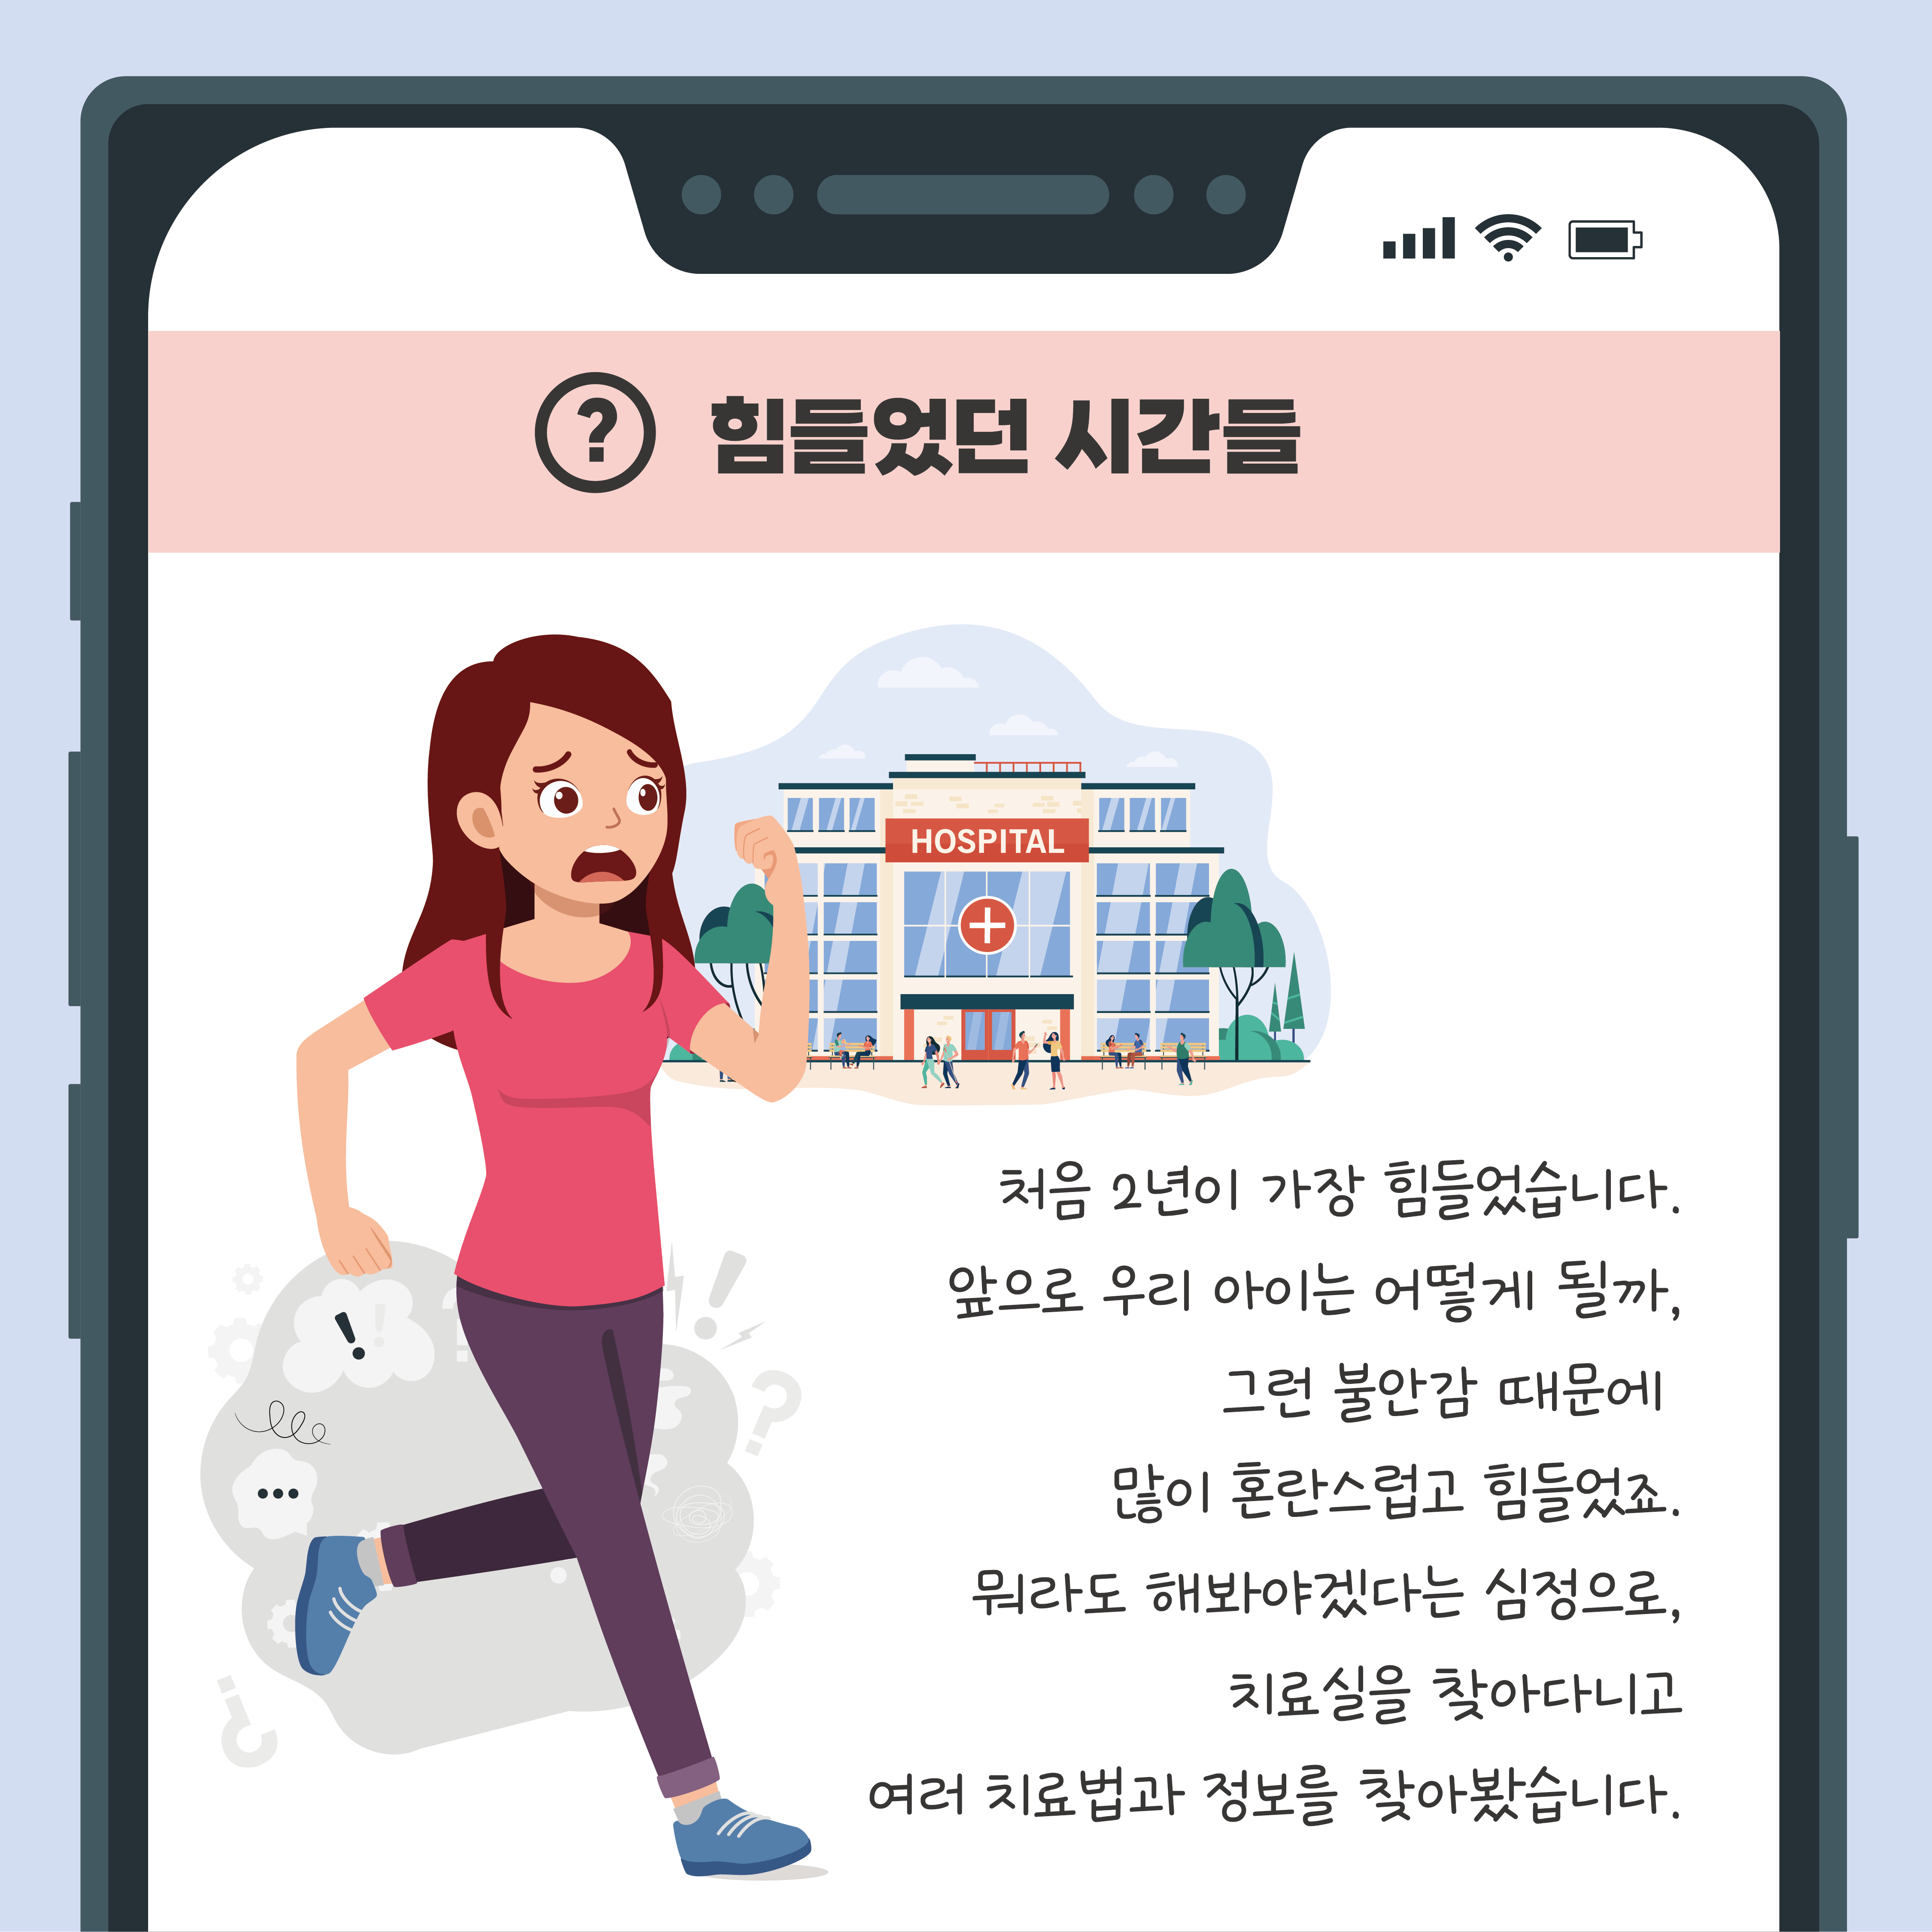 ? 힘들었던 시간들
HOSPITAL
처음 2년이 가장 힘들었습니다.
앞으로 우리 아이는 어떻게 될까,
그런 불안감 때문에
많이 혼란스럽고 힘들었죠.
뭐라도 해봐야겠다는 심정으로,
치료실을 찾아다니고
여러 치료법과 정보를 찾아봤습니다.